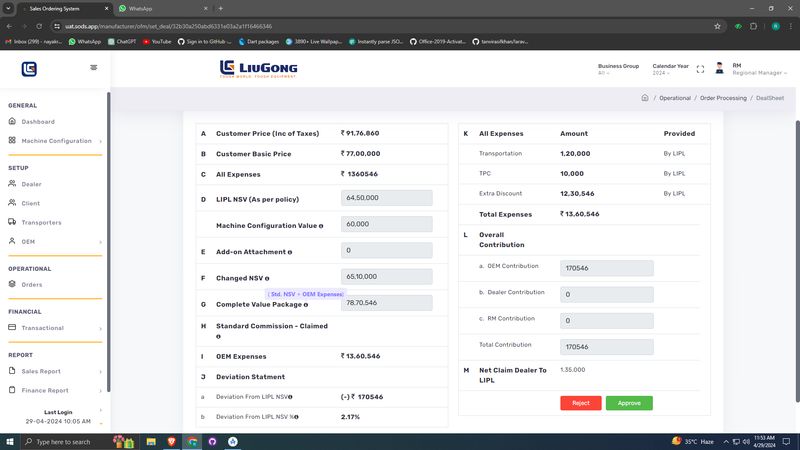 Sales Ordering System
WhatsApp
uat.sods.app/manufacturer/ofm/set_deal/32b30a250abd6331e03a2a1f16466346
Inbox (299) - nayakr...
WhatsApp
ChatGPT
YouTube
Sign in to GitHub · ...
Dart packages
3890+ Live Wallpap...
Instantly parse JSO...
Office-2019-Activat...
tanvirasifkhan/larav...
LIUGONG
TOUGH WORLD. TOUGH EQUIPMENT.
Business Group
All
Calendar Year
2024
RM
Regional Manager
/ Operational / Order Processing / DealSheet
GENERAL
Dashboard
Machine Configuration
SETUP
Dealer
Client
Transporters
OEM
OPERATIONAL
Orders
FINANCIAL
Transactional
REPORT
Sales Report
Finance Report
Last Login
29-04-2024 10:05 AM
A Customer Price (Inc of Taxes) ₹ 91,76,860
B Customer Basic Price ₹ 77,00,000
C All Expenses ₹ 1360546
D LIPL NSV (As per policy) 64,50,000
Machine Configuration Value 60,000
E Add-on Attachment 0
F Changed NSV 65,10,000
( Std. NSV + OEM Expenses)
G Complete Value Package 78,70,546
H Standard Commission - Claimed
I OEM Expenses ₹ 13,60,546
J Deviation Statment
a Deviation From LIPL NSV (-) ₹ 170546
b Deviation From LIPL NSV % 2.17%
K All Expenses Amount Provided
Transportation 1,20,000 By LIPL
TPC 10,000 By LIPL
Extra Discount 12,30,546 By LIPL
Total Expenses ₹ 13,60,546
L Overall
Contribution
a. OEM Contribution 170546
b. Dealer Contribution 0
c. RM Contribution 0
Total Contribution 170546
M Net Claim Dealer To 1,35,000
LIPL
Reject Approve
Type here to search
35°C Haze
11:53 AM
4/29/2024